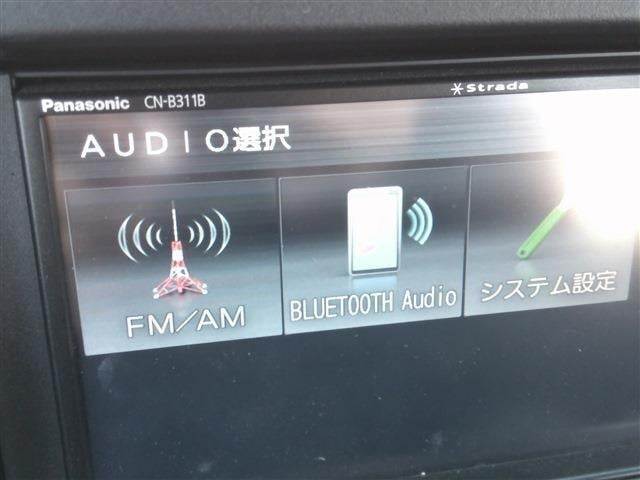 Panasonic CN-B311B
Strada
AUDIO選択
FM/AM
BLUETOOTH Audio
システム設定